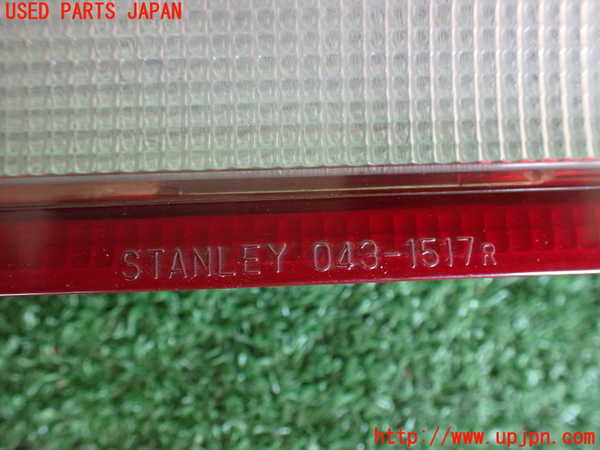 USED PARTS JAPAN
STANLEY 043-1517R
http://www.upjpn.com/